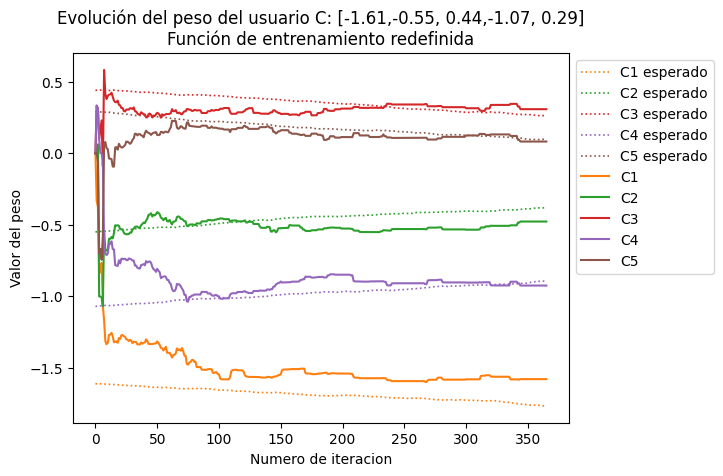 Evolución del peso del usuario C: [-1.61,-0.55, 0.44,-1.07, 0.29]
Función de entrenamiento redefinida
Valor del peso
0.5
0.0
−0.5
−1.0
−1.5
0 50 100 150 200 250 300 350
Numero de iteracion
C1 esperado
C2 esperado
C3 esperado
C4 esperado
C5 esperado
C1
C2
C3
C4
C5